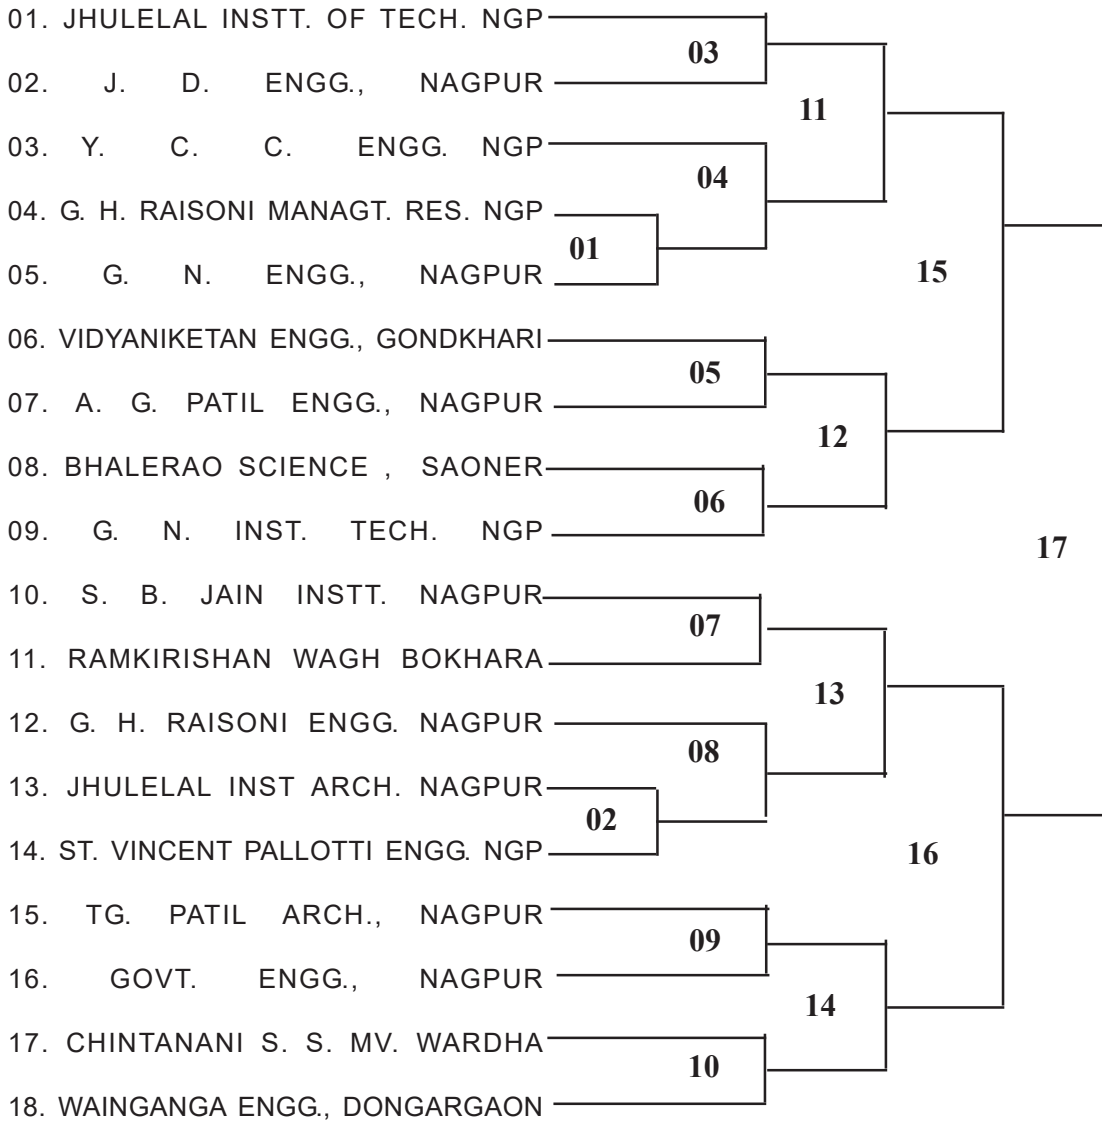 01. JHULELAL INSTT. OF TECH. NGP
03
02. J. D. ENGG., NAGPUR
11
03. Y. C. C. ENGG. NGP
04
04. G. H. RAISONI MANAGT. RES. NGP
01
05. G. N. ENGG., NAGPUR
15
06. VIDYANIKETAN ENGG., GONDKHARI
05
07. A. G. PATIL ENGG., NAGPUR
12
08. BHALERAO SCIENCE , SAONER
06
09. G. N. INST. TECH. NGP
17
10. S. B. JAIN INSTT. NAGPUR
07
11. RAMKIRISHAN WAGH BOKHARA
13
12. G. H. RAISONI ENGG. NAGPUR
08
13. JHULELAL INST ARCH. NAGPUR
02
14. ST. VINCENT PALLOTTI ENGG. NGP
16
15. TG. PATIL ARCH., NAGPUR
09
16. GOVT. ENGG., NAGPUR
14
17. CHINTANANI S. S. MV. WARDHA
10
18. WAINGANGA ENGG., DONGARGAON